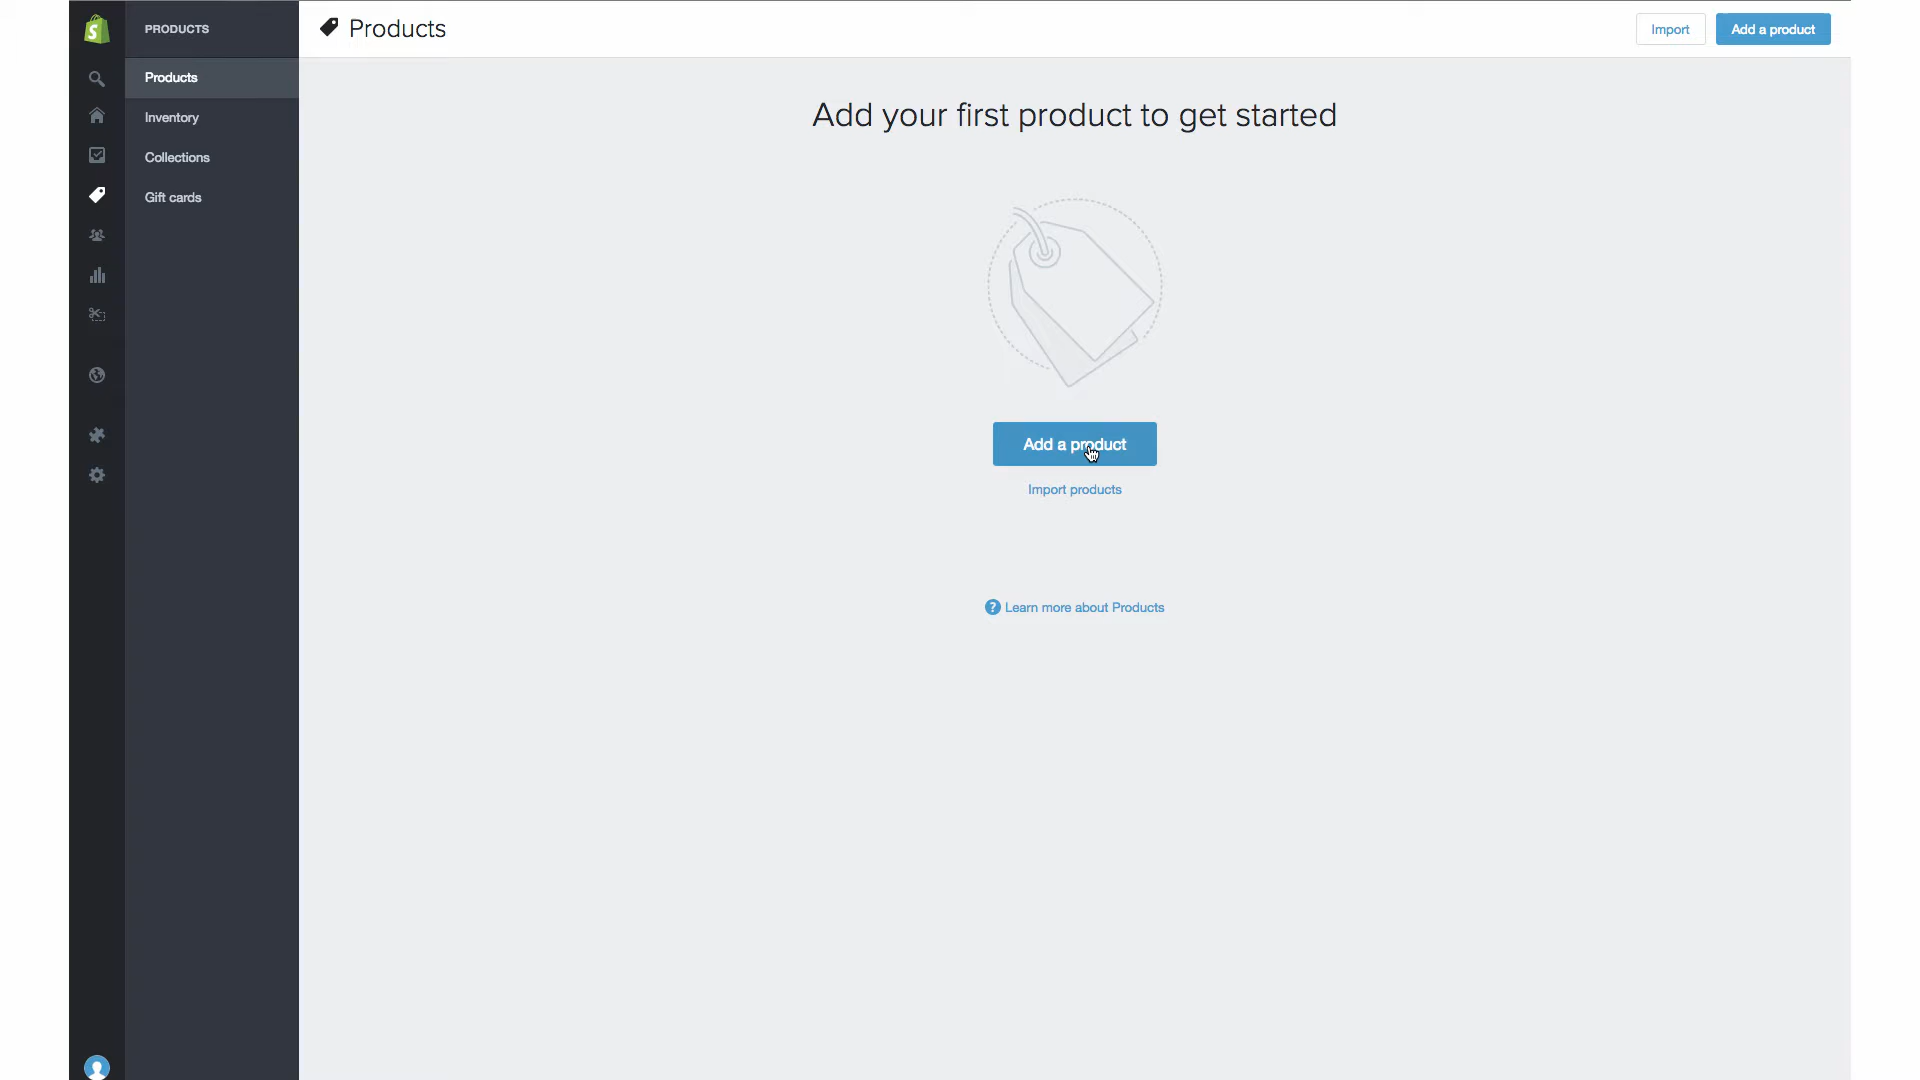 PRODUCTS
Products
Inventory
Collections
Gift cards
Products
Import
Add a product
Add your first product to get started
Add a product
Import products
? Learn more about Products